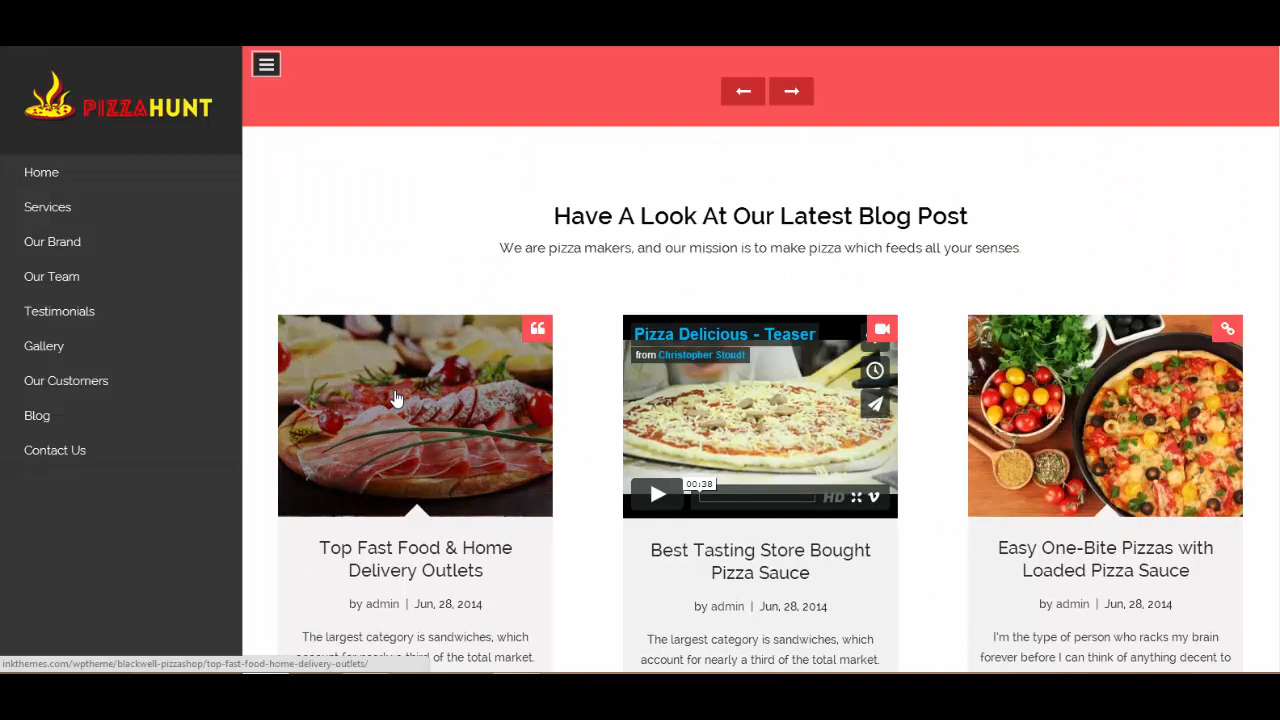 PIZZAHUNT
Home
Services
Our Brand
Our Team
Testimonials
Gallery
Our Customers
Blog
Contact Us
Have A Look At Our Latest Blog Post
We are pizza makers, and our mission is to make pizza which feeds all your senses.
Pizza Delicious - Teaser
from Christopher Stoudt
00:38
HD
Top Fast Food & Home
Delivery Outlets
by admin | Jun, 28, 2014
The largest category is sandwiches, which
account for nearly a third of the total market.
Best Tasting Store Bought
Pizza Sauce
by admin | Jun, 28, 2014
The largest category is sandwiches, which
account for nearly a third of the total market.
Easy One-Bite Pizzas with
Loaded Pizza Sauce
by admin | Jun, 28, 2014
I'm the type of person who racks my brain
forever before I can think of anything decent to
inkthemes.com/wptheme/blackwell-pizzashop/top-fast-food-home-delivery-outlets/